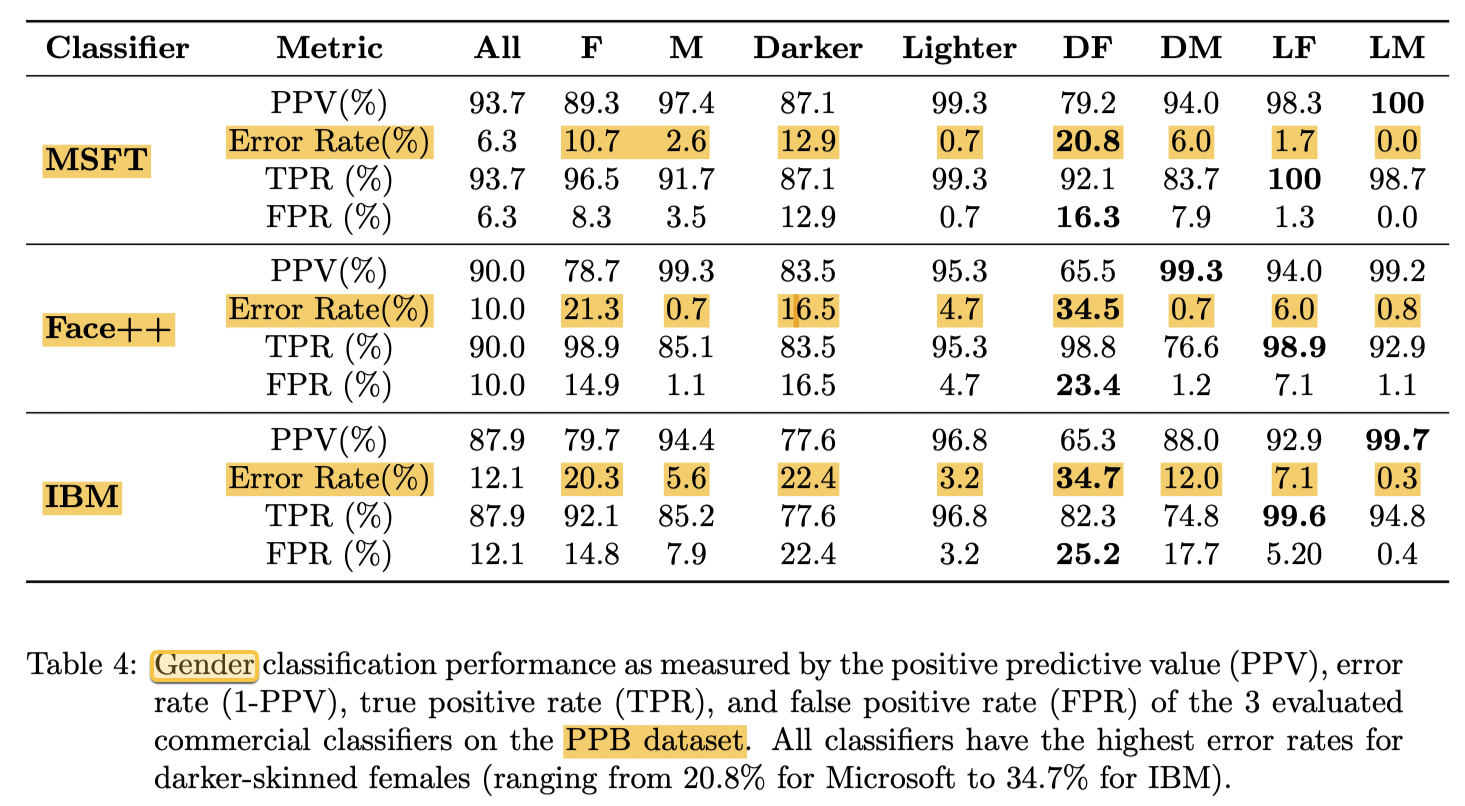 Classifier Metric All F M Darker Lighter DF DM LF LM
PPV(%) 93.7 89.3 97.4 87.1 99.3 79.2 94.0 98.3 100
Error Rate(%) 6.3 10.7 2.6 12.9 0.7 20.8 6.0 1.7 0.0
MSFT
TPR (%) 93.7 96.5 91.7 87.1 99.3 92.1 83.7 100 98.7
FPR (%) 6.3 8.3 3.5 12.9 0.7 16.3 7.9 1.3 0.0
PPV(%) 90.0 78.7 99.3 83.5 95.3 65.5 99.3 94.0 99.2
Error Rate(%) 10.0 21.3 0.7 16.5 4.7 34.5 0.7 6.0 0.8
Face++
TPR (%) 90.0 98.9 85.1 83.5 95.3 98.8 76.6 98.9 92.9
FPR (%) 10.0 14.9 1.1 16.5 4.7 23.4 1.2 7.1 1.1
PPV(%) 87.9 79.7 94.4 77.6 96.8 65.3 88.0 92.9 99.7
Error Rate(%) 12.1 20.3 5.6 22.4 3.2 34.7 12.0 7.1 0.3
IBM
TPR (%) 87.9 92.1 85.2 77.6 96.8 82.3 74.8 99.6 94.8
FPR (%) 12.1 14.8 7.9 22.4 3.2 25.2 17.7 5.20 0.4
Table 4: Gender classification performance as measured by the positive predictive value (PPV), error
rate (1-PPV), true positive rate (TPR), and false positive rate (FPR) of the 3 evaluated
commercial classifiers on the PPB dataset. All classifiers have the highest error rates for
darker-skinned females (ranging from 20.8% for Microsoft to 34.7% for IBM).